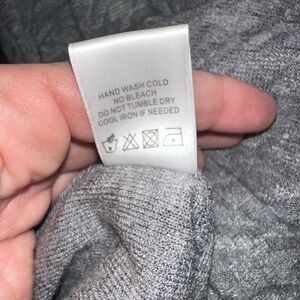 HAND WASH COLD
NO BLEACH
DO NOT TUMBLE DRY
COOL IRON IF NEEDED